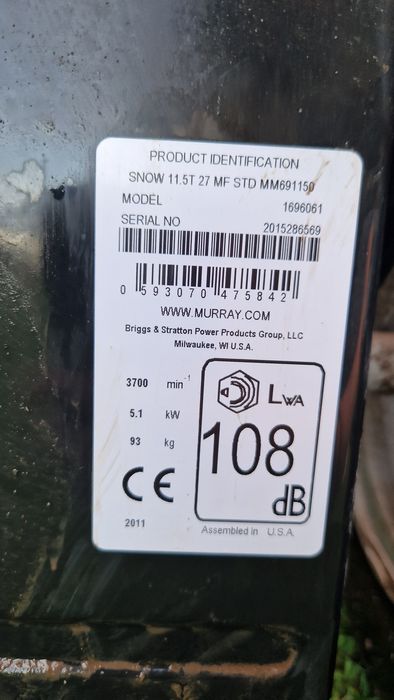 PRODUCT IDENTIFICATION
SNOW 11.5T 27 MF STD MM691150
MODEL 1696061
SERIAL NO 2015286569
0 593070 475842
WWW.MURRAY.COM
Briggs & Stratton Power Products Group, LLC
Milwaukee, WI U.S.A.
3700 min-1
5.1 kW
93 kg
CE
2011
LWA
108
dB
Assembled in U.S.A.